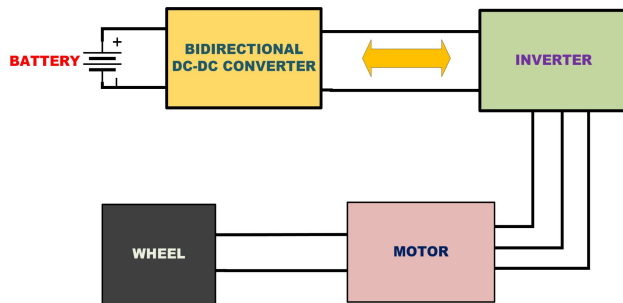 BATTERY
+
BIDIRECTIONAL
DC-DC CONVERTER
INVERTER
WHEEL
MOTOR